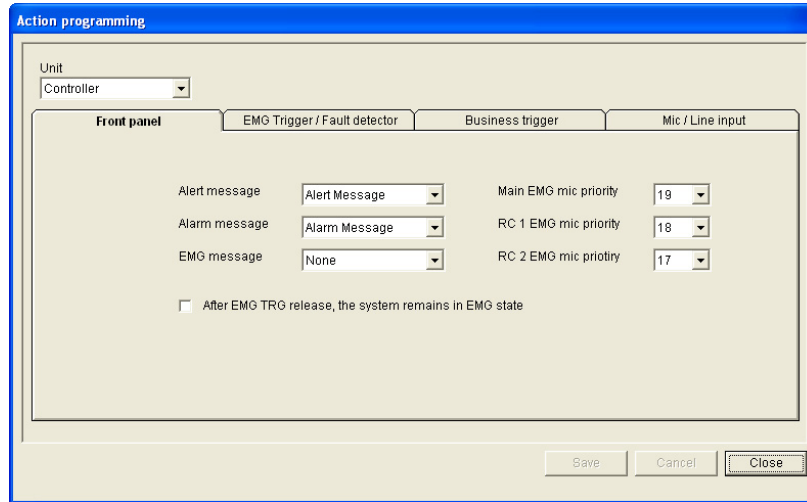 Action programming
Unit
Controller
Front panel EMG Trigger / Fault detector Business trigger Mic / Line input
Alert message Alert Message Main EMG mic priority 19
Alarm message Alarm Message RC 1 EMG mic priority 18
EMG message None RC 2 EMG mic priotiry 17
After EMG TRG release, the system remains in EMG state
Save Cancel Close